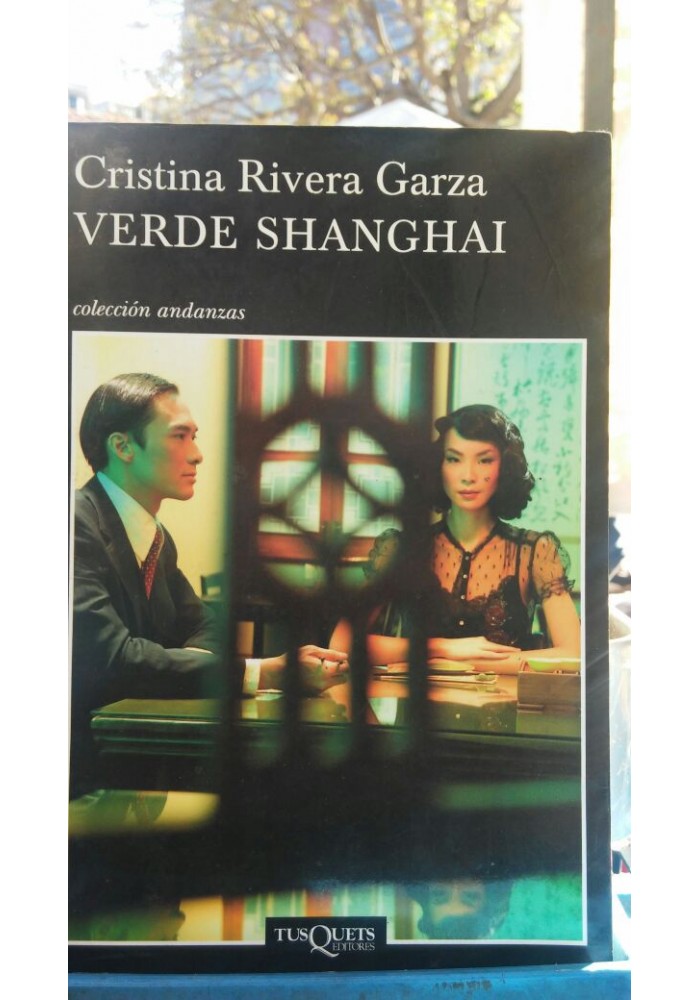 Cristina Rivera Garza
VERDE SHANGHAI
colección andanzas
TUSQUETS
EDITORES